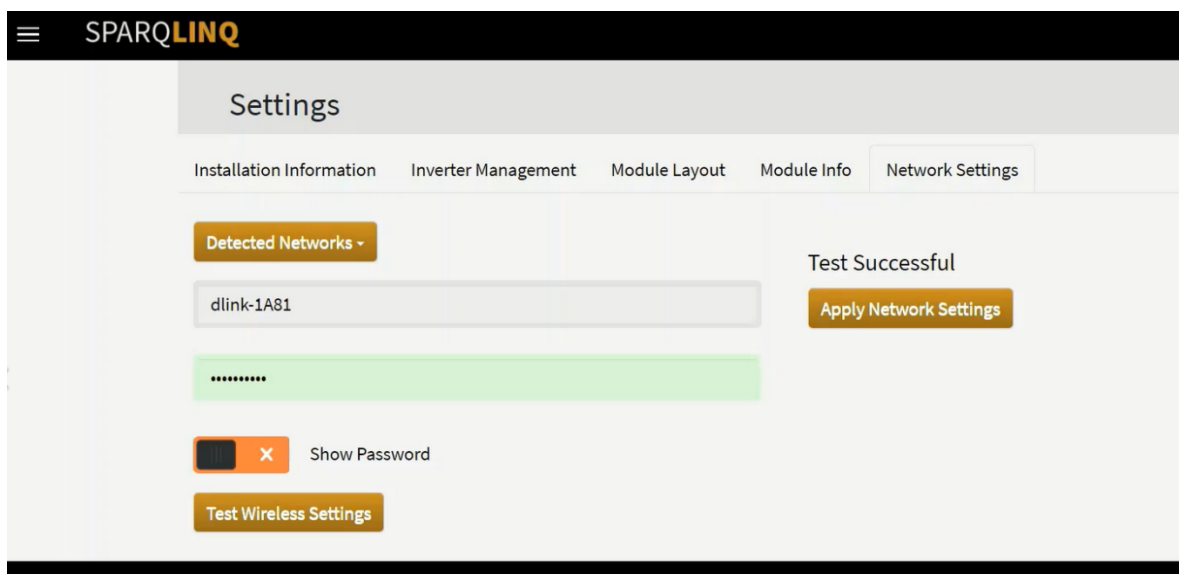 SPARQLINQ
Settings
Installation Information Inverter Management Module Layout Module Info Network Settings
Detected Networks
dlink-1A81
••••••••••
Test Successful
Apply Network Settings
Show Password
Test Wireless Settings